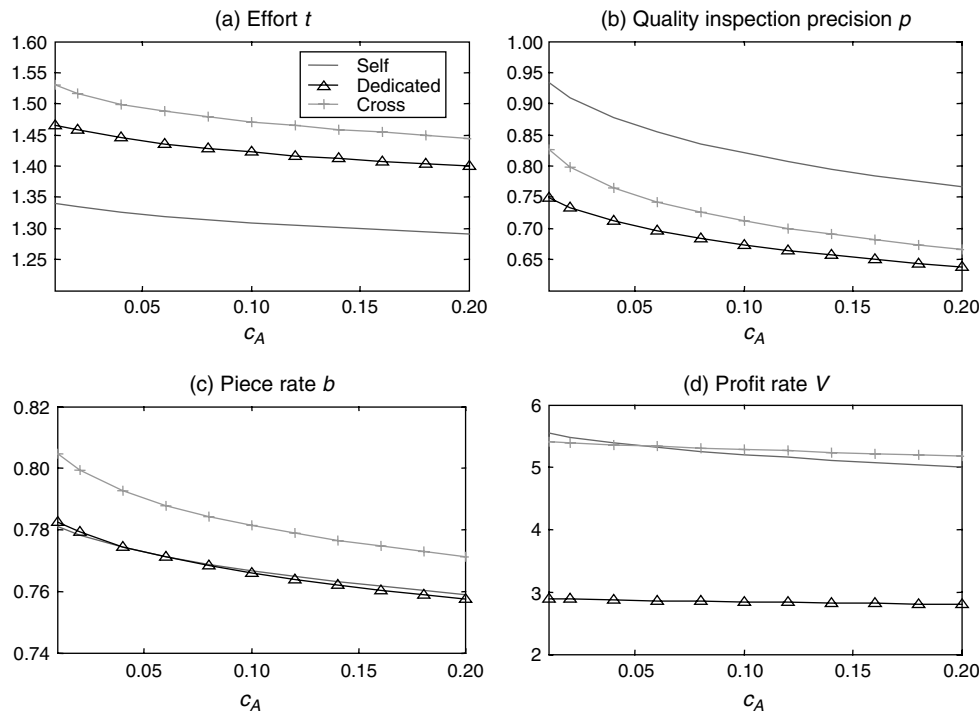 (a) Effort t
1.60
1.55
1.50
1.45
1.40
1.35
1.30
1.25
0.05 0.10 0.15 0.20
c_A
Self
Dedicated
Cross
(b) Quality inspection precision p
1.00
0.95
0.90
0.85
0.80
0.75
0.70
0.65
0.05 0.10 0.15 0.20
c_A
(c) Piece rate b
0.82
0.80
0.78
0.76
0.74
0.05 0.10 0.15 0.20
c_A
(d) Profit rate V
6
5
4
3
2
0.05 0.10 0.15 0.20
c_A